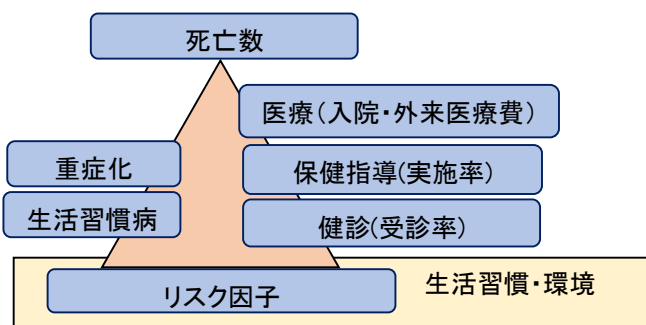 死亡数
医療(入院・外来医療費)
重症化
保健指導(実施率)
生活習慣病
健診(受診率)
生活習慣・環境
リスク因子